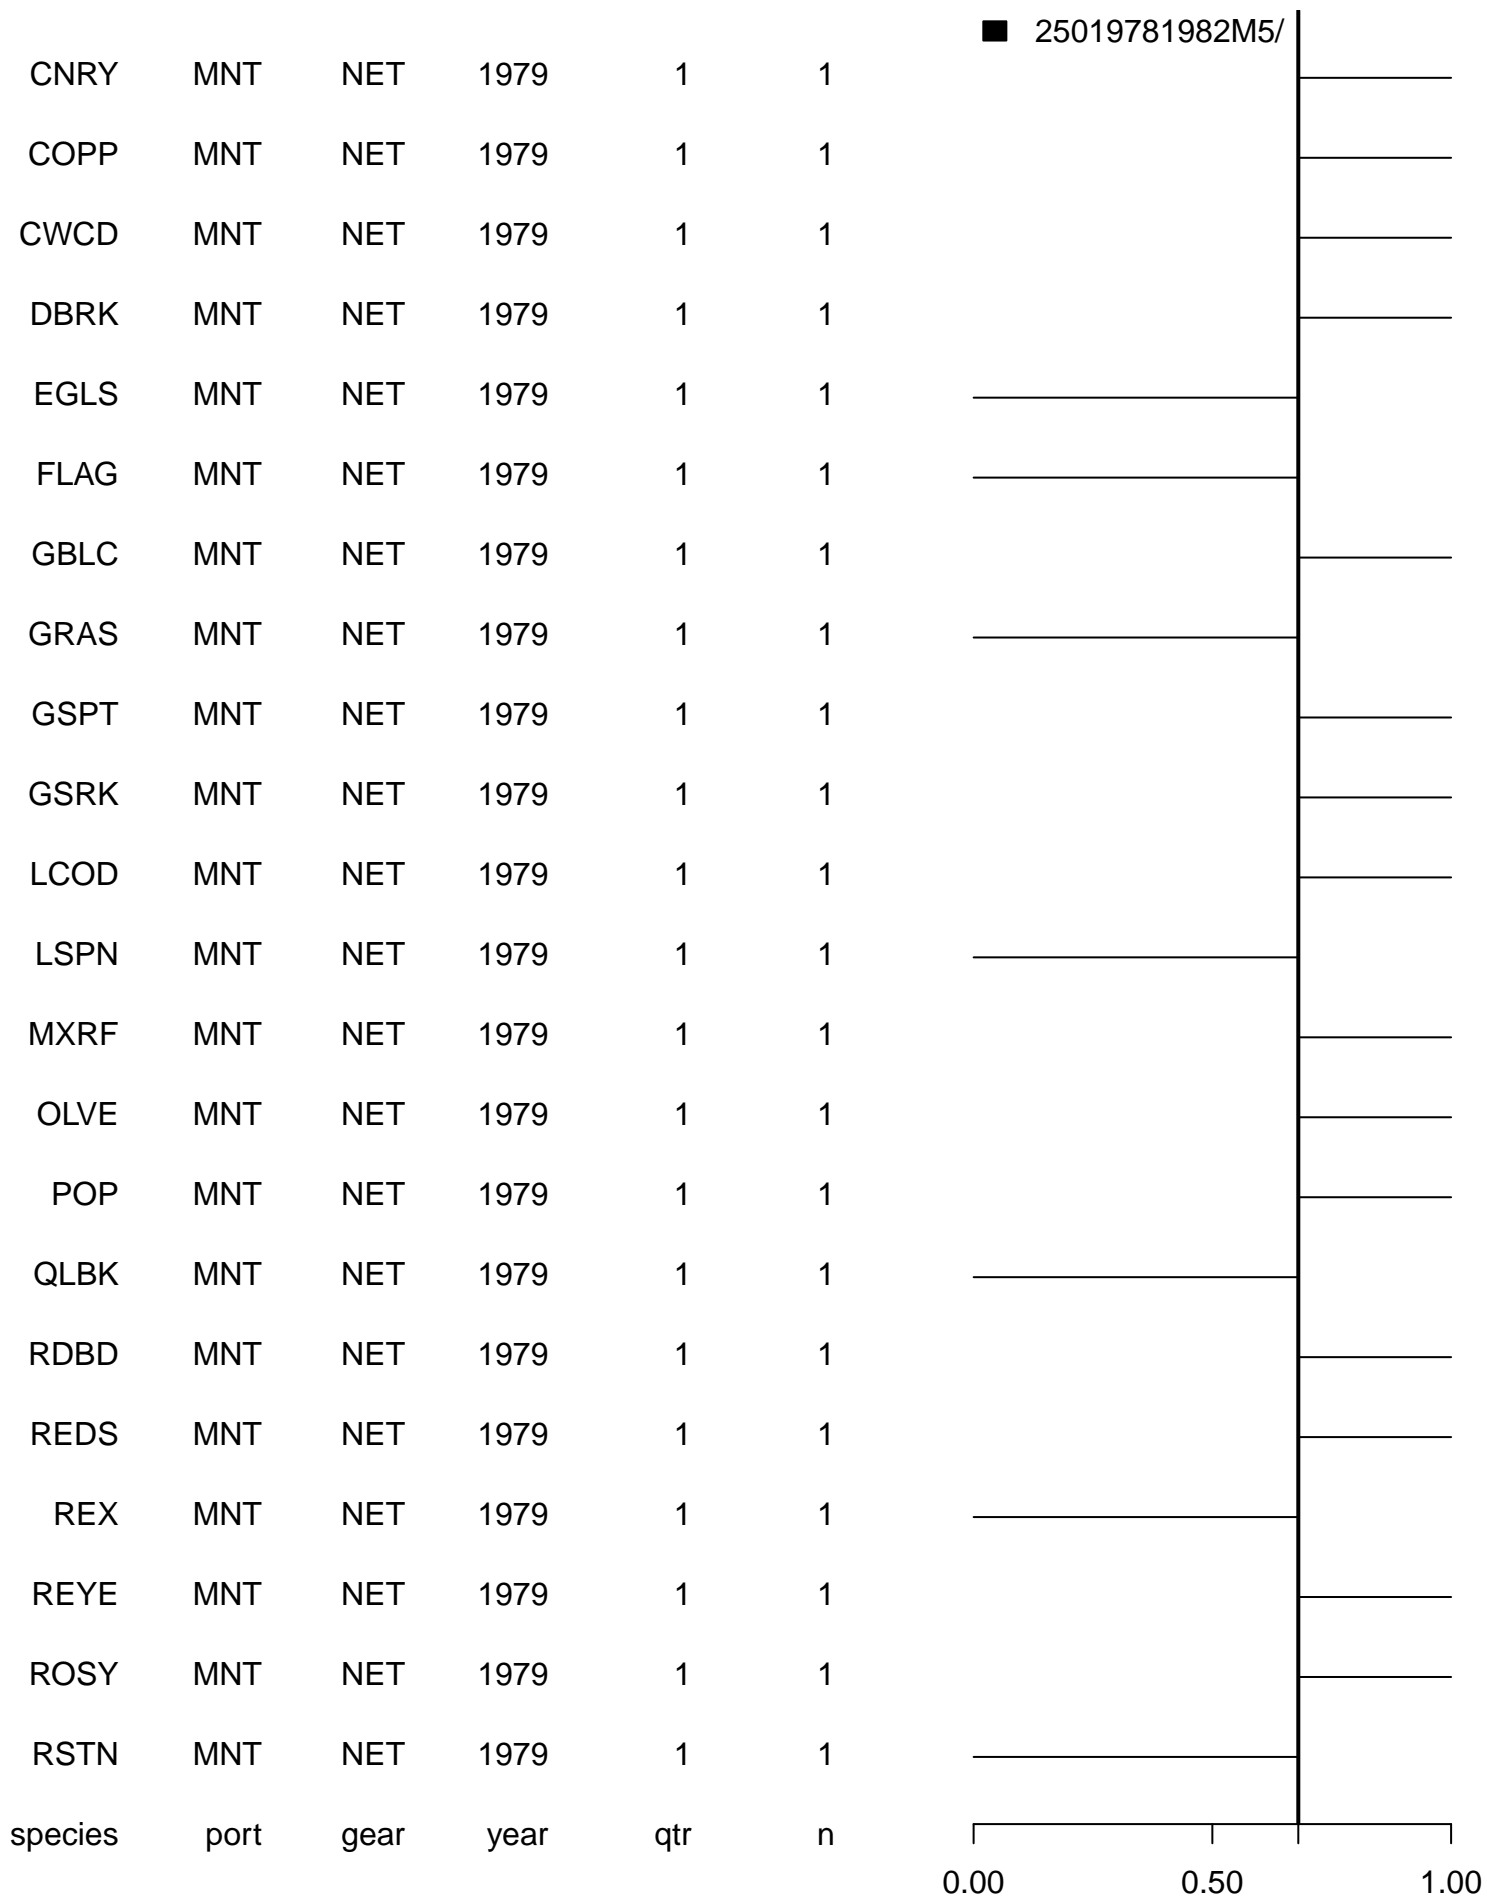 25019781982M5/
CNRY MNT NET 1979 1 1
COPP MNT NET 1979 1 1
CWCD MNT NET 1979 1 1
DBRK MNT NET 1979 1 1
EGLS MNT NET 1979 1 1
FLAG MNT NET 1979 1 1
GBLC MNT NET 1979 1 1
GRAS MNT NET 1979 1 1
GSPT MNT NET 1979 1 1
GSRK MNT NET 1979 1 1
LCOD MNT NET 1979 1 1
LSPN MNT NET 1979 1 1
MXRF MNT NET 1979 1 1
OLVE MNT NET 1979 1 1
POP MNT NET 1979 1 1
QLBK MNT NET 1979 1 1
RDBD MNT NET 1979 1 1
REDS MNT NET 1979 1 1
REX MNT NET 1979 1 1
REYE MNT NET 1979 1 1
ROSY MNT NET 1979 1 1
RSTN MNT NET 1979 1 1
species port gear year qtr n
0.00 0.50 1.00